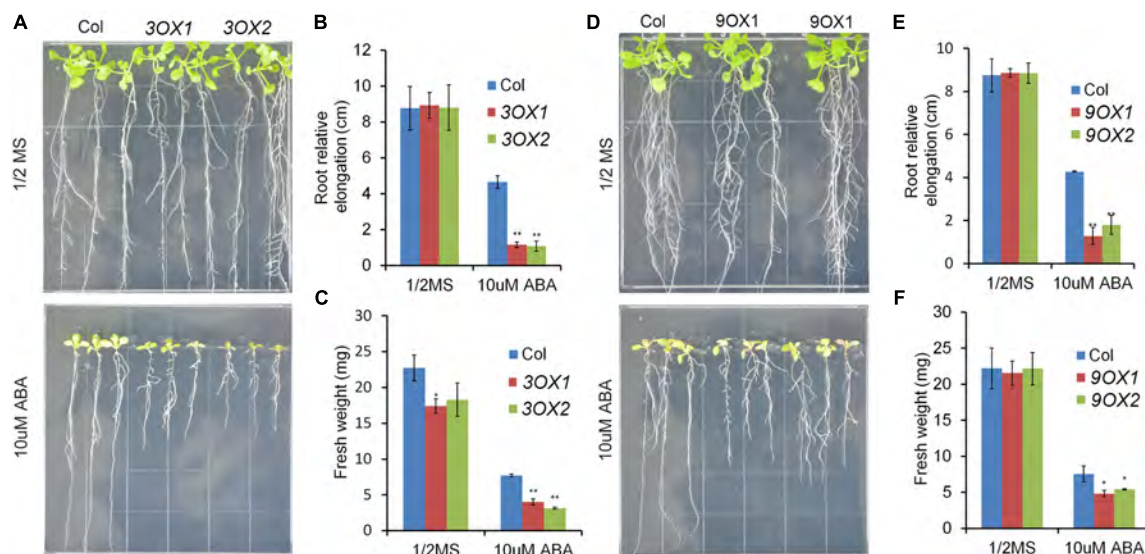 A
Col 3OX1 3OX2
1/2 MS
10uM ABA
B
Root relative
elongation (cm)
12
10
8
6
4
2
0
Col
3OX1
3OX2
**
**
1/2MS 10uM ABA
C
Fresh weight (mg)
30
25
20
15
10
5
0
Col
3OX1
3OX2
*
**
**
1/2MS 10uM ABA
D
Col 9OX1 9OX1
1/2 MS
10uM ABA
E
Root relative
elongation (cm)
10
8
6
4
2
0
Col
9OX1
9OX2
**
**
1/2MS 10uM ABA
F
Fresh weight (mg)
30
25
20
15
10
5
0
Col
9OX1
9OX2
*
*
1/2MS 10uM ABA